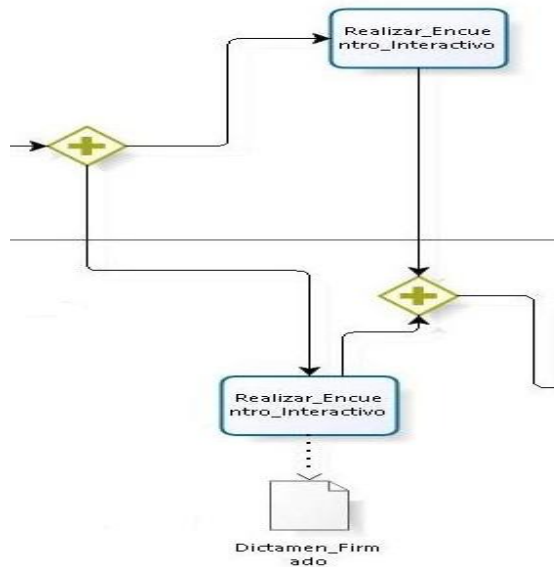 Realizar_Encue
ntro_Interactivo
Realizar_Encue
ntro_Interactivo
Dictamen_Firm
ado